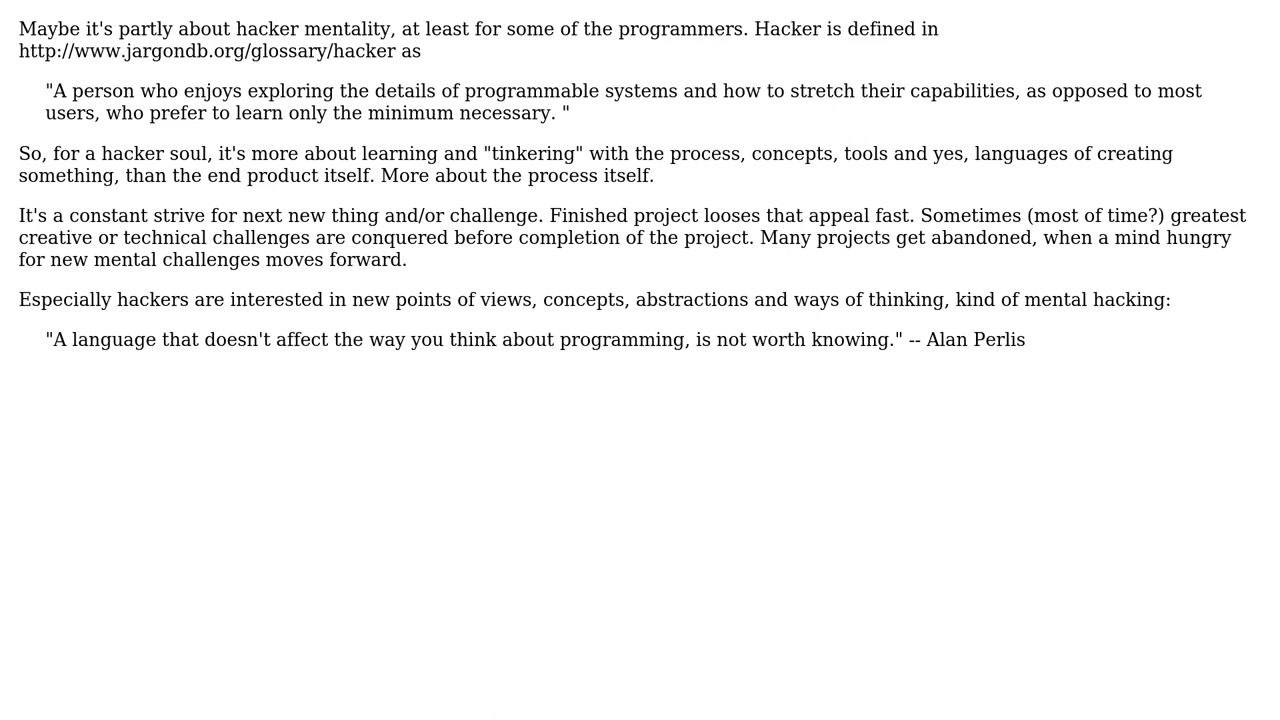 Maybe it's partly about hacker mentality, at least for some of the programmers. Hacker is defined in
http://www.jargondb.org/glossary/hacker as
"A person who enjoys exploring the details of programmable systems and how to stretch their capabilities, as opposed to most
users, who prefer to learn only the minimum necessary. "
So, for a hacker soul, it's more about learning and "tinkering" with the process, concepts, tools and yes, languages of creating
something, than the end product itself. More about the process itself.
It's a constant strive for next new thing and/or challenge. Finished project looses that appeal fast. Sometimes (most of time?) greatest
creative or technical challenges are conquered before completion of the project. Many projects get abandoned, when a mind hungry
for new mental challenges moves forward.
Especially hackers are interested in new points of views, concepts, abstractions and ways of thinking, kind of mental hacking:
"A language that doesn't affect the way you think about programming, is not worth knowing." -- Alan Perlis